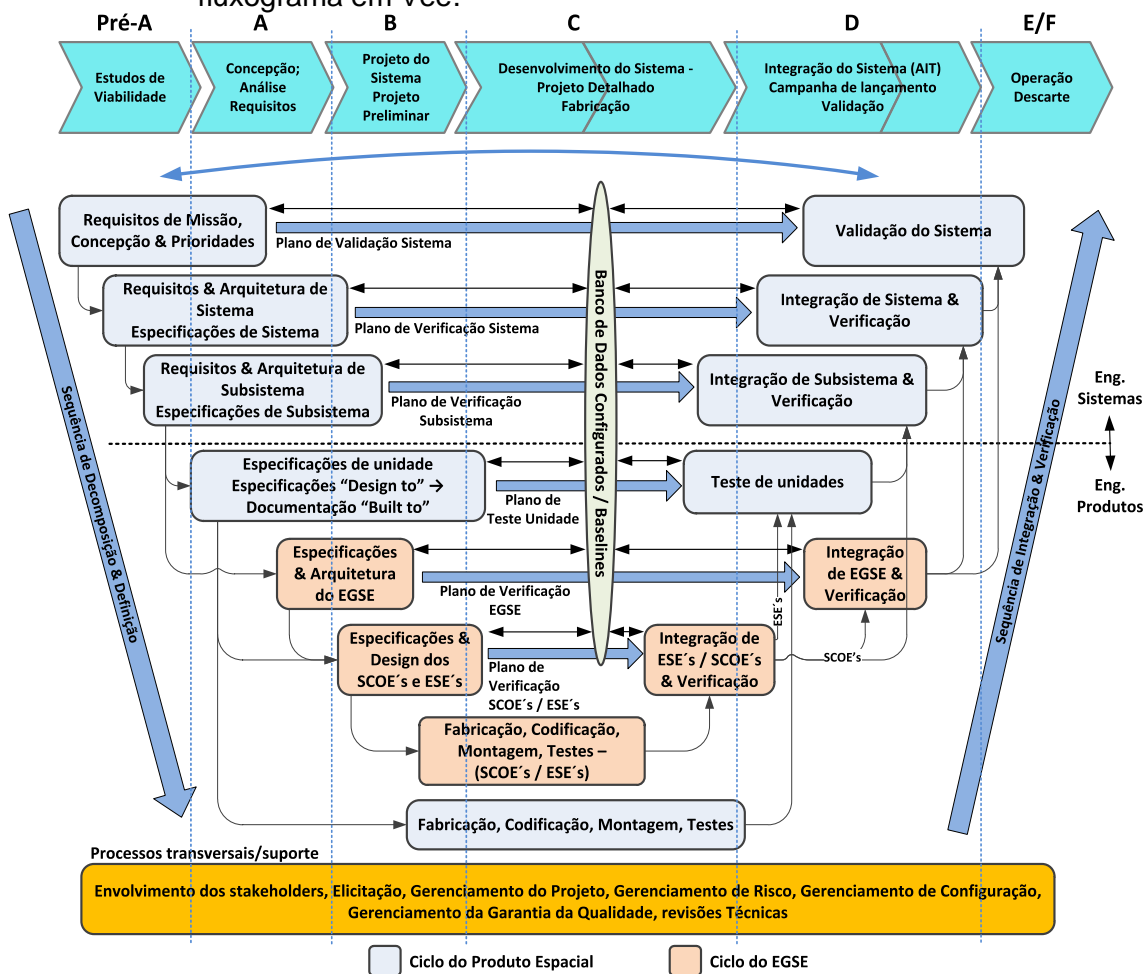 fluxograma em Vee.
Pré-A
A
B
C
D
E/F
Estudos de
Viabilidade
Concepção;
Análise
Requisitos
Projeto do
Sistema
Projeto
Preliminar
Desenvolvimento do Sistema -
Projeto Detalhado
Fabricação
Integração do Sistema (AIT)
Campanha de lançamento
Validação
Operação
Descarte
Requisitos de Missão,
Concepção & Prioridades
Plano de Validação Sistema
Validação do Sistema
Requisitos & Arquitetura de
Sistema
Especificações de Sistema
Plano de Verificação Sistema
Integração de Sistema &
Verificação
Requisitos & Arquitetura de
Subsistema
Especificações de Subsistema
Plano de Verificação
Subsistema
Integração de Subsistema &
Verificação
Banco de Dados Configurados / Baselines
Sequência de Decomposição & Definição
Sequência de Integração & Verificação
Eng.
Sistemas
Eng.
Produtos
Especificações de unidade
Especificações “Design to” →
Documentação “Built to”
Plano de
Teste Unidade
Teste de unidades
Especificações
& Arquitetura
do EGSE
Plano de Verificação
EGSE
ESE’s
Integração
de EGSE &
Verificação
Especificações &
Design dos
SCOE´s e ESE´s
Plano de
Verificação
SCOE´s / ESE´s
Integração de
ESE´s / SCOE´s
& Verificação
SCOE’s
Fabricação, Codificação,
Montagem, Testes –
(SCOE´s / ESE´s)
Fabricação, Codificação, Montagem, Testes
Processos transversais/suporte
Envolvimento dos stakeholders, Elicitação, Gerenciamento do Projeto, Gerenciamento de Risco, Gerenciamento de Configuração,
Gerenciamento da Garantia da Qualidade, revisões Técnicas
Ciclo do Produto Espacial
Ciclo do EGSE